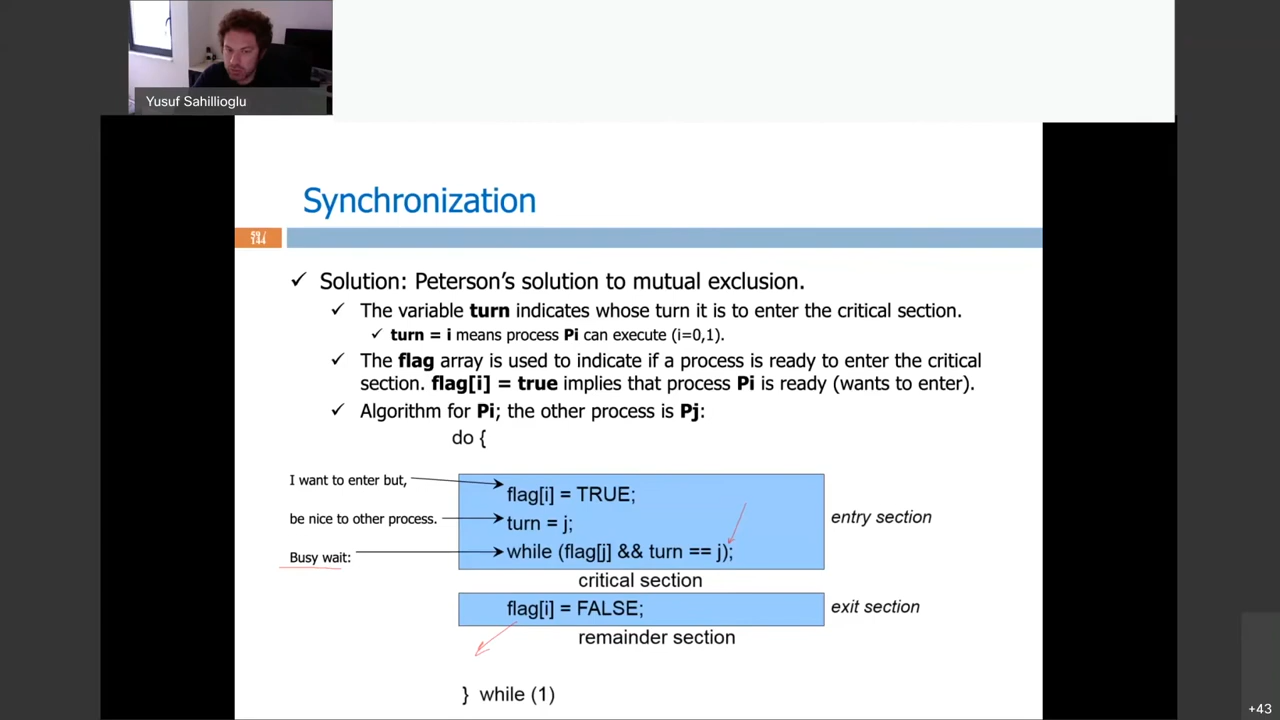 Yusuf Sahillioglu
Synchronization
Solution: Peterson's solution to mutual exclusion.
The variable turn indicates whose turn it is to enter the critical section.
turn = i means process Pi can execute (i=0,1).
The flag array is used to indicate if a process is ready to enter the critical
section. flag[i] = true implies that process Pi is ready (wants to enter).
Algorithm for Pi; the other process is Pj:
do {
I want to enter but,
flag[i] = TRUE;
be nice to other process.
turn = j;
entry section
Busy wait:
while (flag[j] && turn == j);
critical section
flag[i] = FALSE;
exit section
remainder section
} while (1)
+43